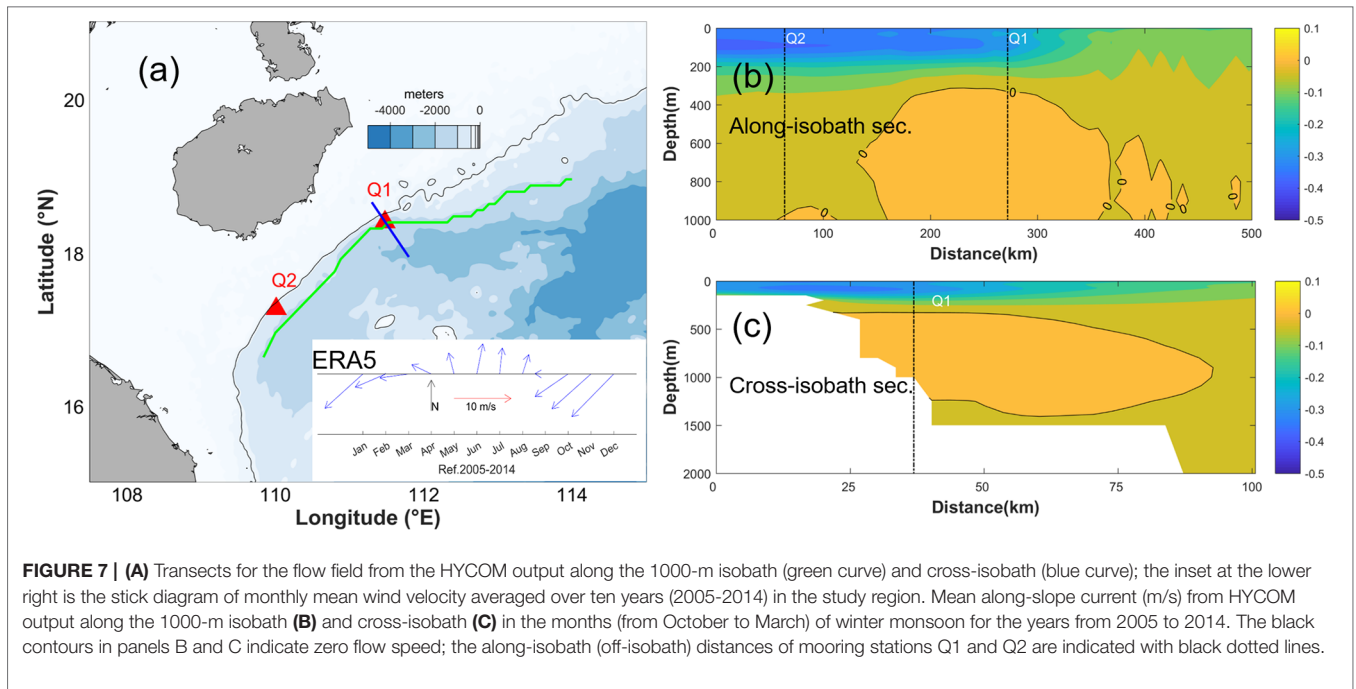 (a)
meters
-4000
-2000
0
20
18
16
Latitude (°N)
Q1
Q2
ERA5
N
10 m/s
Jan
Feb
Mar
Apr
May
Jun
Jul
Aug
Sep
Oct
Nov
Dec
Ref.2005-2014
108
110
112
114
Longitude (°E)
(b)
Q2
Q1
0
200
400
600
800
1000
Depth(m)
Along-isobath sec.
0
0
0
0
0
0
0
0
100
200
300
400
500
Distance(km)
0.1
0
-0.1
-0.2
-0.3
-0.4
-0.5
(c)
Q1
0
500
1000
1500
2000
Depth(m)
Cross-isobath sec.
0
25
50
75
100
Distance(km)
0.1
0
-0.1
-0.2
-0.3
-0.4
-0.5
FIGURE 7 | (A) Transects for the flow field from the HYCOM output along the 1000-m isobath (green curve) and cross-isobath (blue curve); the inset at the lower
right is the stick diagram of monthly mean wind velocity averaged over ten years (2005-2014) in the study region. Mean along-slope current (m/s) from HYCOM
output along the 1000-m isobath (B) and cross-isobath (C) in the months (from October to March) of winter monsoon for the years from 2005 to 2014. The black
contours in panels B and C indicate zero flow speed; the along-isobath (off-isobath) distances of mooring stations Q1 and Q2 are indicated with black dotted lines.